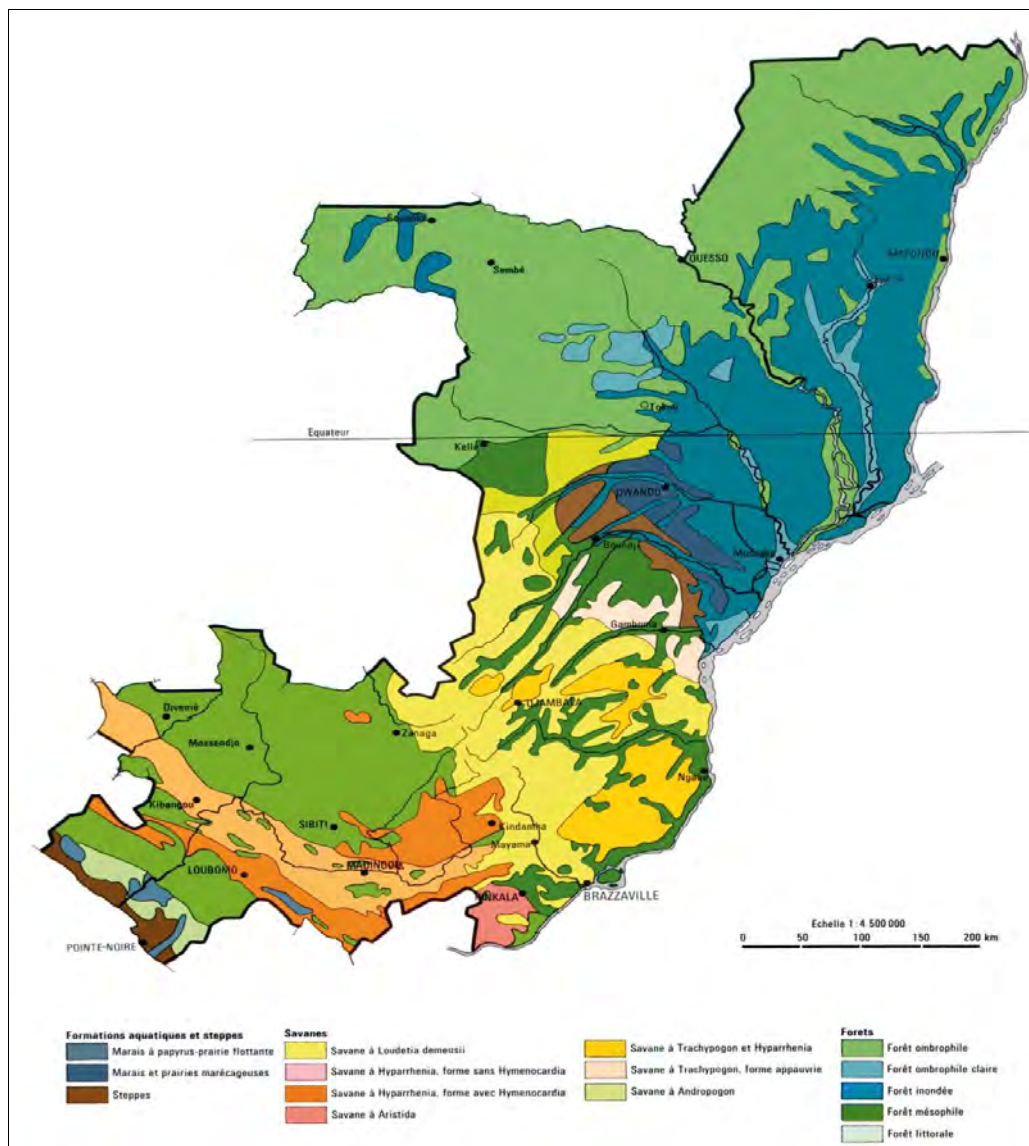 Souanké
Sembé
OUESSO
IMPFONDO
Epéna
Tokou
Equateur
Kelle
OWANDO
Boundji
Mossaka
Gamboma
DJAMBALA
Divenié
Zanaga
Mossendjo
Ngabe
Kibangou
SIBITI
Kindamba
Mayama
LOUBOMO
MADINGOU
KINKALA
BRAZZAVILLE
POINTE-NOIRE
Echelle 1:4 500 000
0 50 100 150 200 km
Formations aquatiques et steppes
Marais à papyrus-prairie flottante
Marais et prairies marécageuses
Steppes
Savanes
Savane à Loudetia demeusii
Savane à Hyparrhenia, forme sans Hymenocardia
Savane à Hyparrhenia, forme avec Hymenocardia
Savane à Aristida
Savane à Trachypogon et Hyparrhenia
Savane à Trachypogon, forme appauvrie
Savane à Andropogon
Forets
Forêt ombrophile
Forêt ombrophile claire
Forêt inondée
Forêt mésophile
Forêt littorale